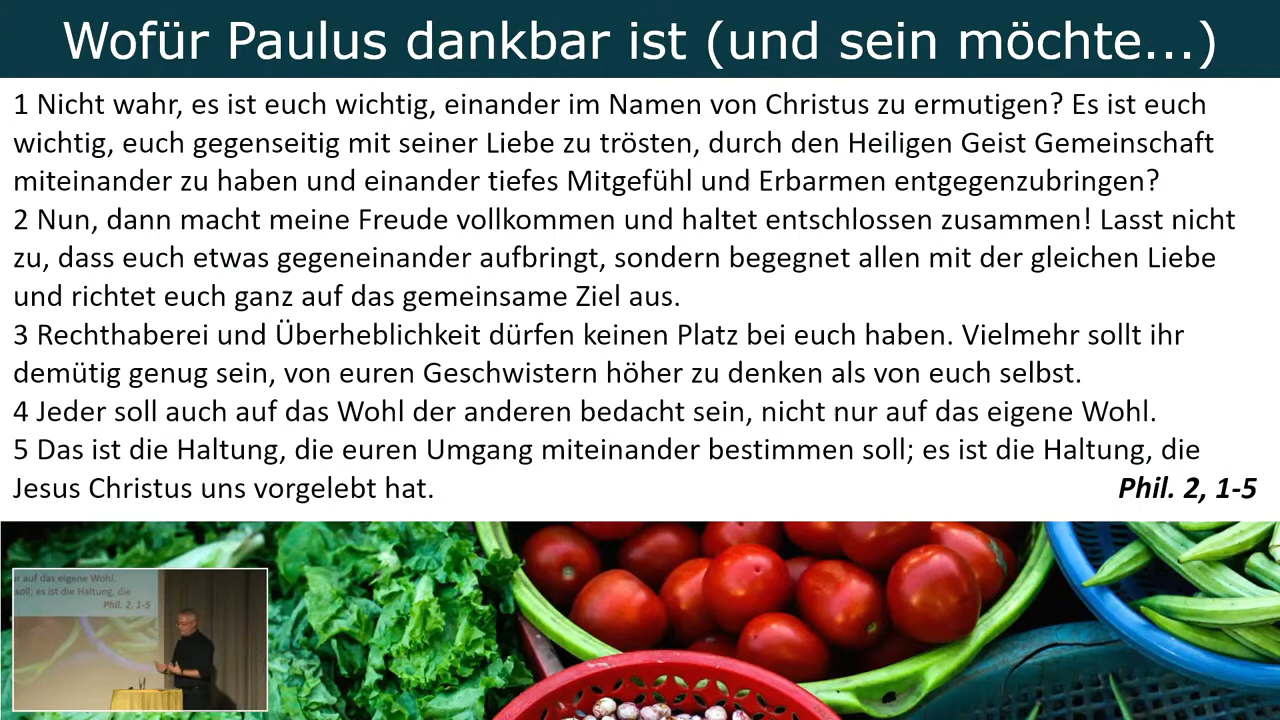 Wofür Paulus dankbar ist (und sein möchte...)
1 Nicht wahr, es ist euch wichtig, einander im Namen von Christus zu ermutigen? Es ist euch
wichtig, euch gegenseitig mit seiner Liebe zu trösten, durch den Heiligen Geist Gemeinschaft
miteinander zu haben und einander tiefes Mitgefühl und Erbarmen entgegenzubringen?
2 Nun, dann macht meine Freude vollkommen und haltet entschlossen zusammen! Lasst nicht
zu, dass euch etwas gegeneinander aufbringt, sondern begegnet allen mit der gleichen Liebe
und richtet euch ganz auf das gemeinsame Ziel aus.
3 Rechthaberei und Überheblichkeit dürfen keinen Platz bei euch haben. Vielmehr sollt ihr
demütig genug sein, von euren Geschwistern höher zu denken als von euch selbst.
4 Jeder soll auch auf das Wohl der anderen bedacht sein, nicht nur auf das eigene Wohl.
5 Das ist die Haltung, die euren Umgang miteinander bestimmen soll; es ist die Haltung, die
Jesus Christus uns vorgelebt hat. Phil. 2, 1-5
ur auf das eigene Wohl.
soll; es ist die Haltung, die
Phil. 2, 1-5